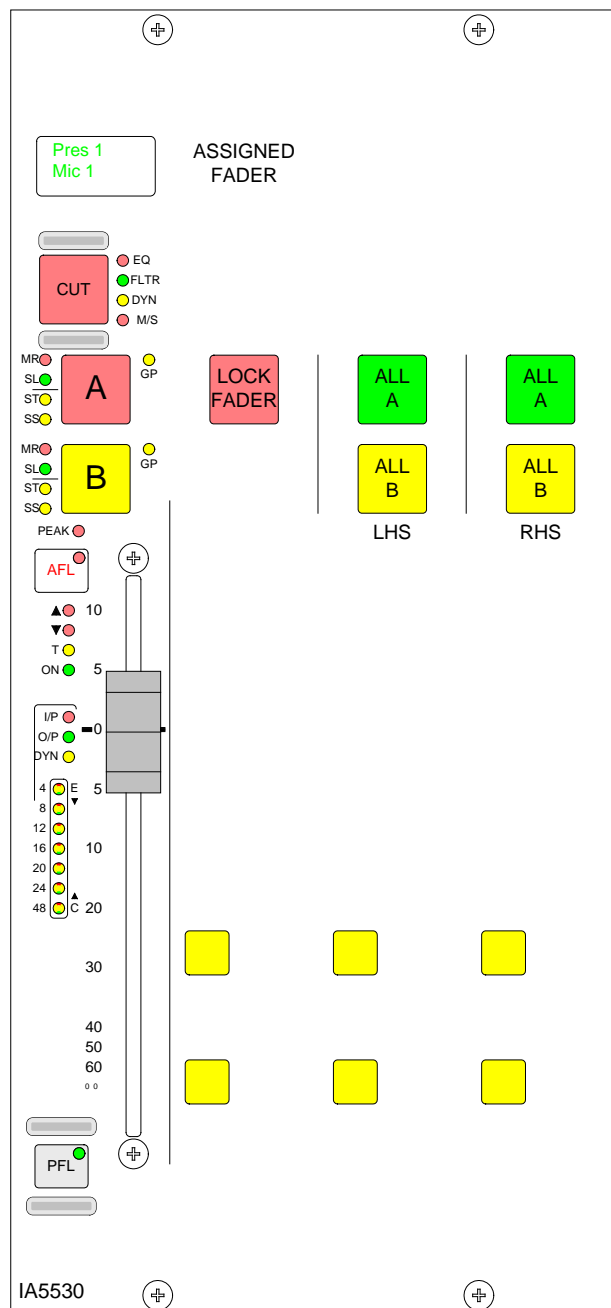 Pres 1
Mic 1
ASSIGNED
FADER
CUT
EQ
FLTR
DYN
M/S
MR
SL
ST
SS
A
GP
LOCK
FADER
ALL
A
ALL
A
MR
SL
ST
SS
B
GP
ALL
B
ALL
B
LHS
RHS
PEAK
AFL
▲
▼
T
ON
10
5
0
5
10
20
30
40
50
60
0 0
I/P
O/P
DYN
4 E
8 ▼
12
16
20
24 ▲
48 C
PFL
IA5530